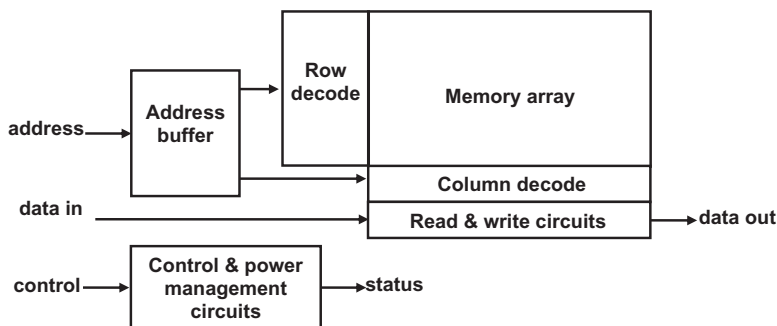 Row
decode
Memory array
Address
buffer
address
Column decode
data in
Read & write circuits
data out
Control & power
management
circuits
control
status